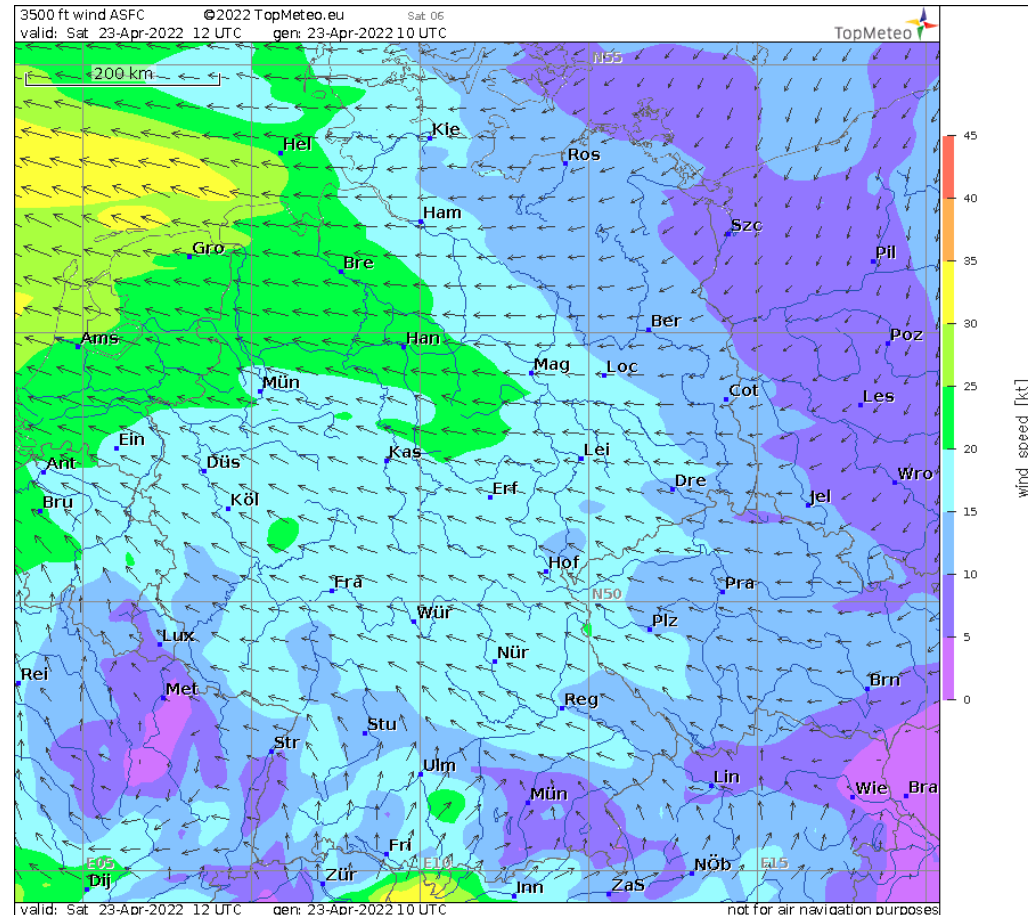 3500 ft wind ASFC ©2022 TopMeteo.eu Sat 06
valid: Sat 23-Apr-2022 12 UTC gen: 23-Apr-2022 10 UTC TopMeteo
N55
200 km
Kie
Hel
Ros
Ham
Szc
Gro
Pil
Bre
Ber
Ams
Han
Poz
Mag
Loc
Mün
Cot
Les
Ein
Kas
Lei
Ant
Düs
Wro
Dre
Erf
Bru
Köl
Jel
Hof
Fra
Pra
N50
Wür
Plz
Lux
Nür
Rei
Brn
Met
Reg
Stu
Str
Ulm
Lin
Mün
Wie
Bra
Fri
E05
E10
NÖb
E15
Dij
Zür
Inn
ZaS
valid: Sat 23-Apr-2022 12 UTC gen: 23-Apr-2022 10 UTC not for air navigation purposes
45
40
35
30
25
20
15
10
5
0
wind speed [kt]